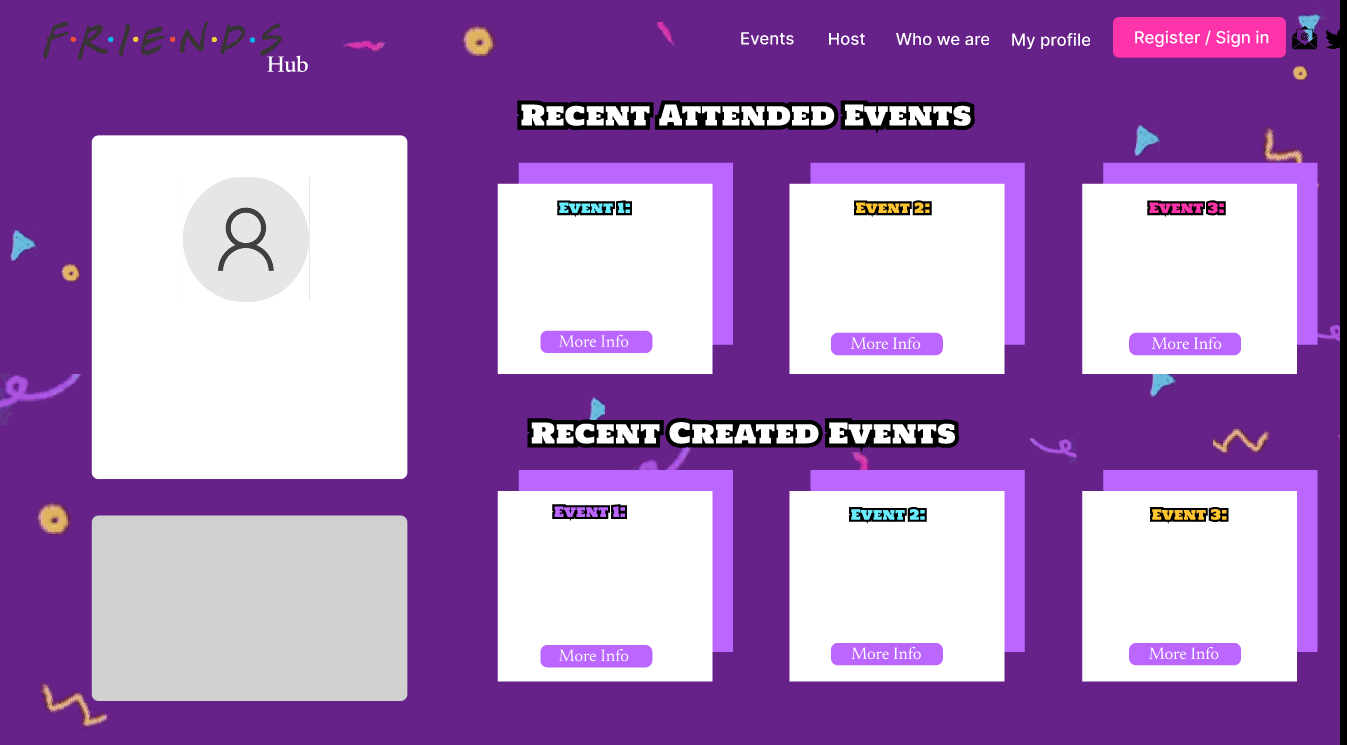 F·R·I·E·N·D·S
Hub
Events Host Who we are My profile Register / Sign in
Recent Attended Events
Event 1: Event 2: Event 3:
More Info More Info More Info
Recent Created Events
Event 1: Event 2: Event 3:
More Info More Info More Info